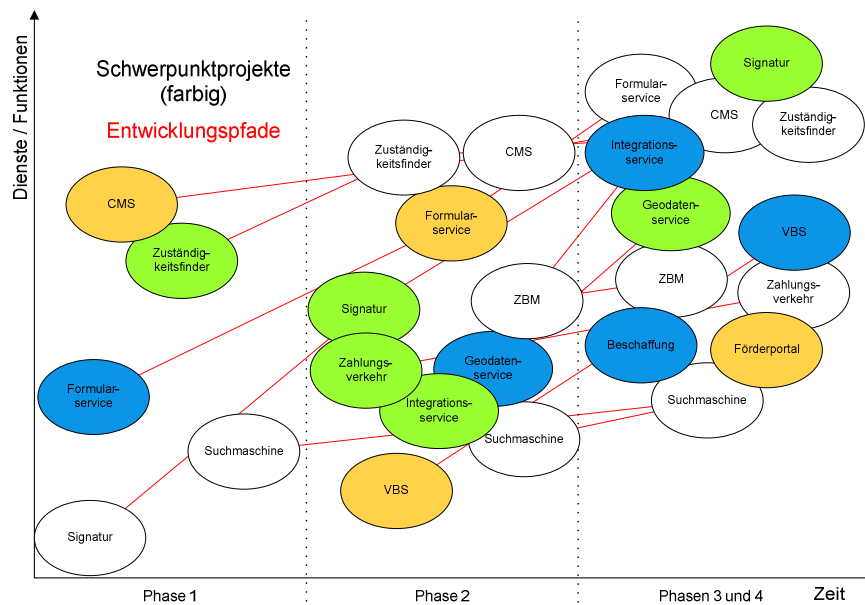 Dienste / Funktionen
Schwerpunktprojekte
(farbig)
Entwicklungspfade
CMS
Zuständig-
keitsfinder
Formular-
service
Suchmaschine
Signatur
Zuständig-
keitsfinder
CMS
Formular-
service
Signatur
ZBM
Zahlungs-
verkehr
Geodaten-
service
Integrations-
service
Suchmaschine
VBS
Signatur
Formular-
service
CMS
Zuständig-
keitsfinder
Integrations-
service
Geodaten-
service
VBS
ZBM
Zahlungs-
verkehr
Beschaffung
Förderportal
Suchmaschine
Phase 1
Phase 2
Phasen 3 und 4
Zeit